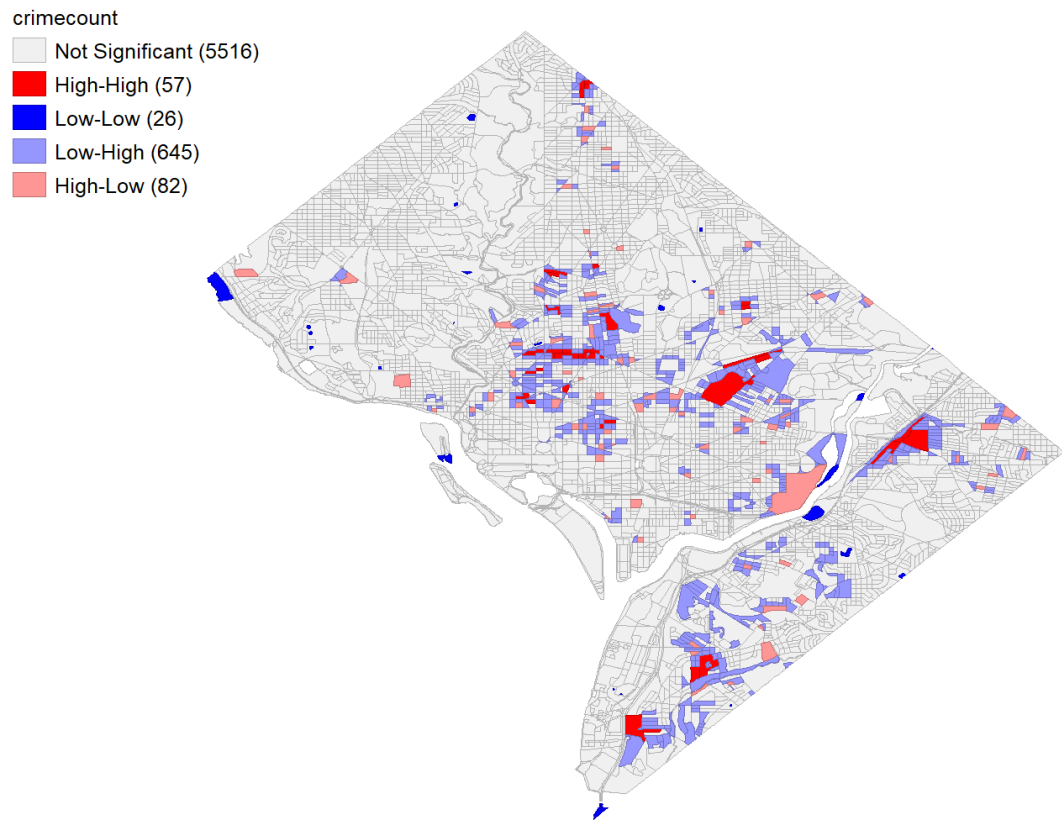 crimecount
Not Significant (5516)
High-High (57)
Low-Low (26)
Low-High (645)
High-Low (82)